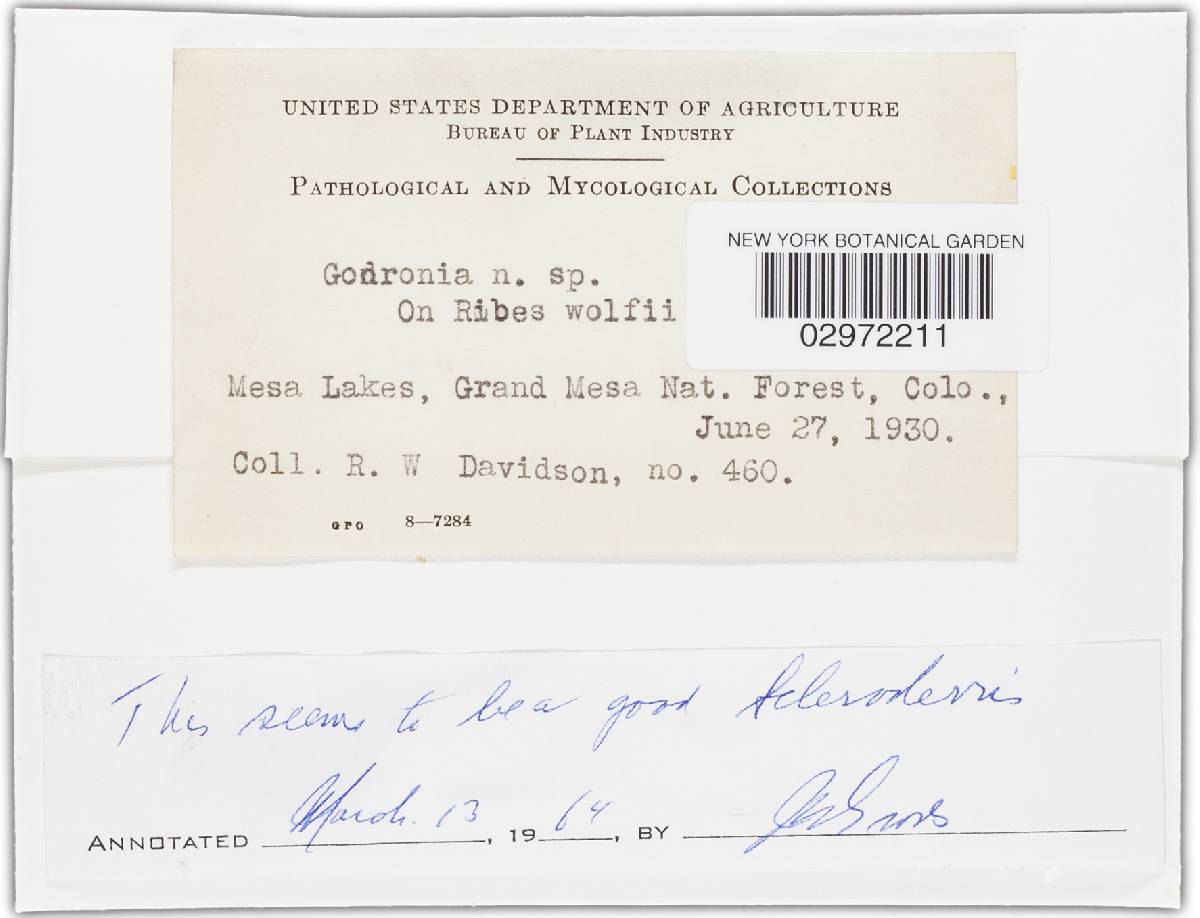 UNITED STATES DEPARTMENT OF AGRICULTURE
BUREAU OF PLANT INDUSTRY
PATHOLOGICAL AND MYCOLOGICAL COLLECTIONS
NEW YORK BOTANICAL GARDEN
02972211
Godronia n. sp.
On Ribes wolfii
Mesa Lakes, Grand Mesa Nat. Forest, Colo.,
June 27, 1930.
Coll. R. W Davidson, no. 460.
GPO 8—7284
This seems to be a good Scleroderris
ANNOTATED March 13, 1964, BY J W Groves